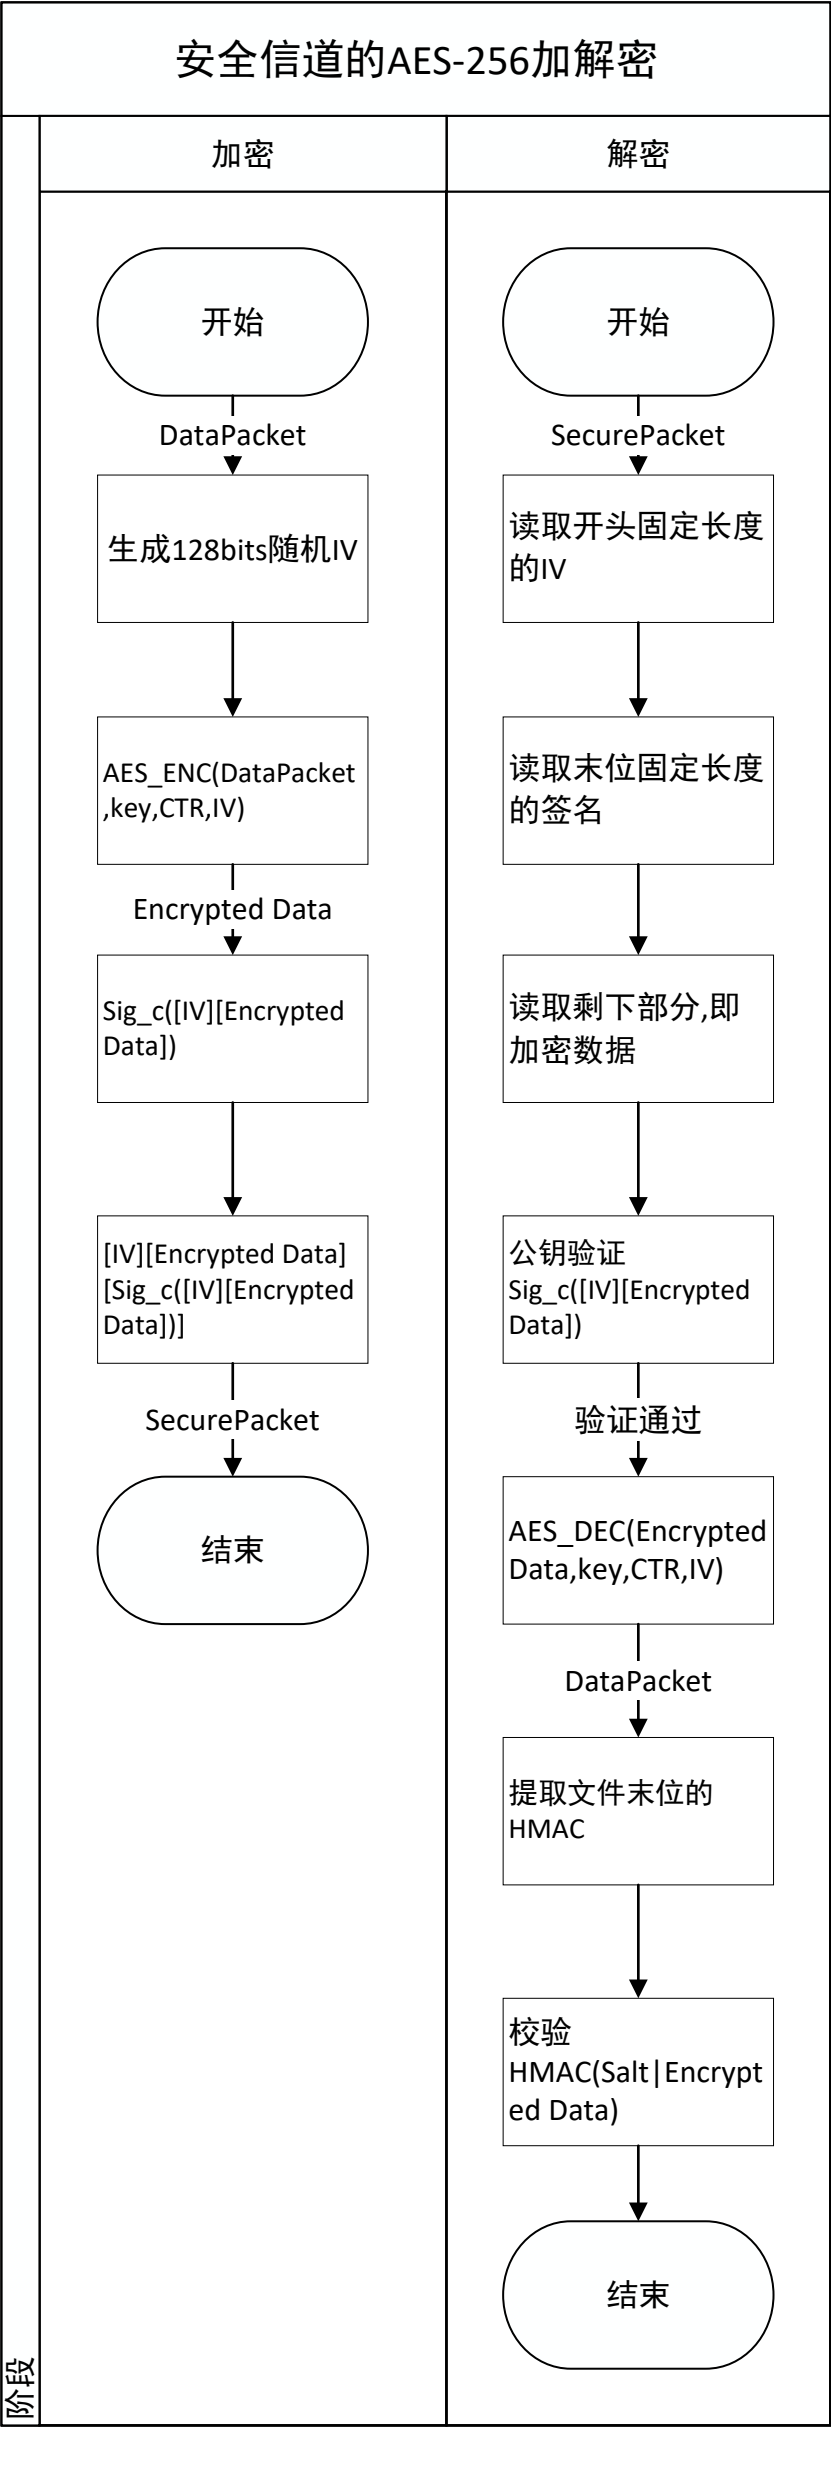 安全信道的AES-256加解密
加密
解密
开始
DataPacket
生成128bits随机IV
AES_ENC(DataPacket
,key,CTR,IV)
Encrypted Data
Sig_c([IV][Encrypted
Data])
[IV][Encrypted Data]
[Sig_c([IV][Encrypted
Data])]
SecurePacket
结束
开始
SecurePacket
读取开头固定长度
的IV
读取末位固定长度
的签名
读取剩下部分,即
加密数据
公钥验证
Sig_c([IV][Encrypted
Data])
验证通过
AES_DEC(Encrypted
Data,key,CTR,IV)
DataPacket
提取文件末位的
HMAC
校验
HMAC(Salt|Encrypt
ed Data)
结束
阶段